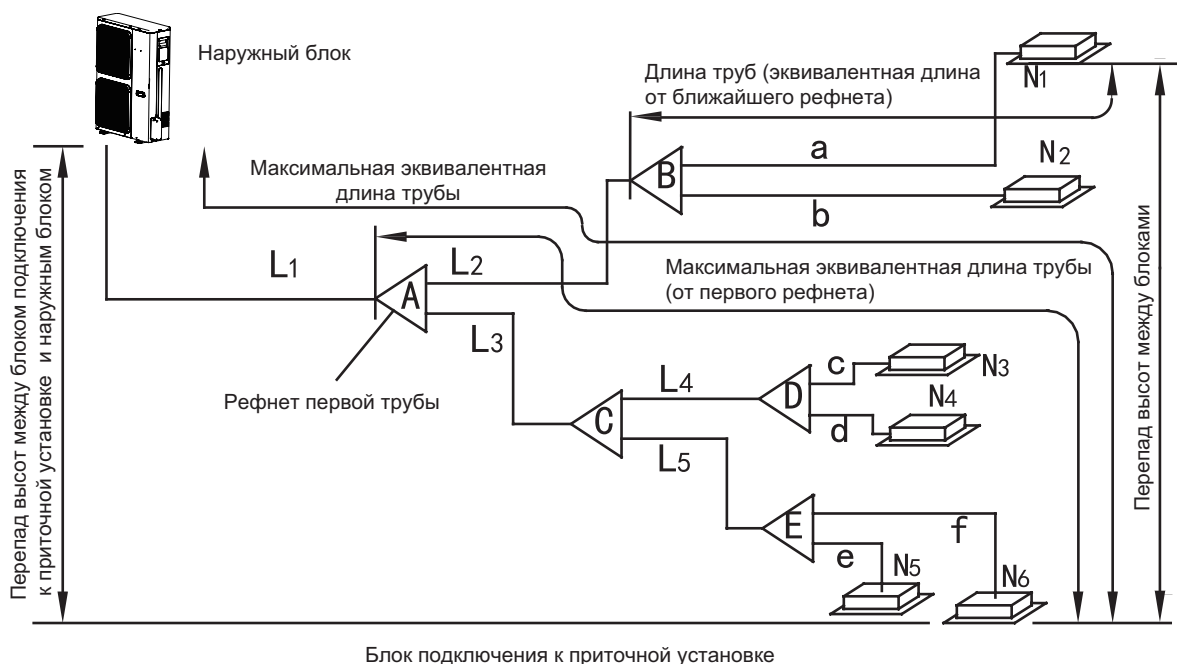 Наружный блок
Длина труб (эквивалентная длина
от ближайшего рефнета)
N1
a
N2
B
b
Максимальная эквивалентная
длина трубы
Перепад высот между блоком подключения
к приточной установке и наружным блоком
L1
L2
A
Максимальная эквивалентная длина трубы
(от первого рефнета)
Перепад высот между блоками
L3
Рефнет первой трубы
L4
c
N3
D
N4
d
C
L5
E
f
e
N5
N6
Блок подключения к приточной установке